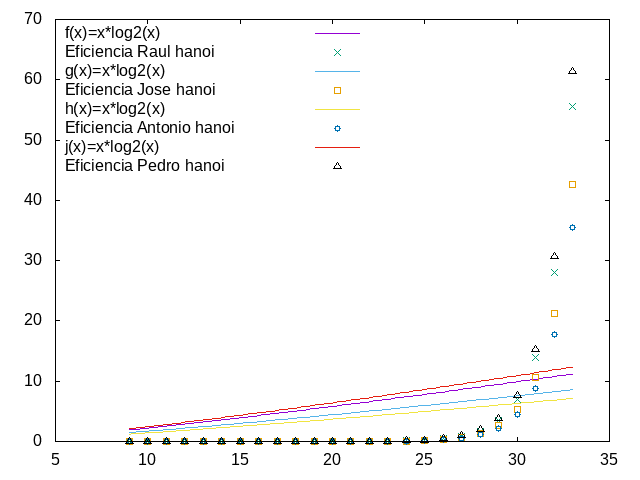 70
60
50
40
30
20
10
0
5
10
15
20
25
30
35
f(x)=x*log2(x)
Eficiencia Raul hanoi
g(x)=x*log2(x)
Eficiencia Jose hanoi
h(x)=x*log2(x)
Eficiencia Antonio hanoi
j(x)=x*log2(x)
Eficiencia Pedro hanoi